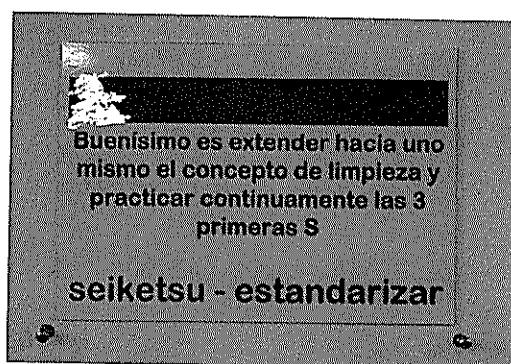 Buenísimo es extender hacia uno
mismo el concepto de limpieza y
practicar continuamente las 3
primeras S
seiketsu - estandarizar